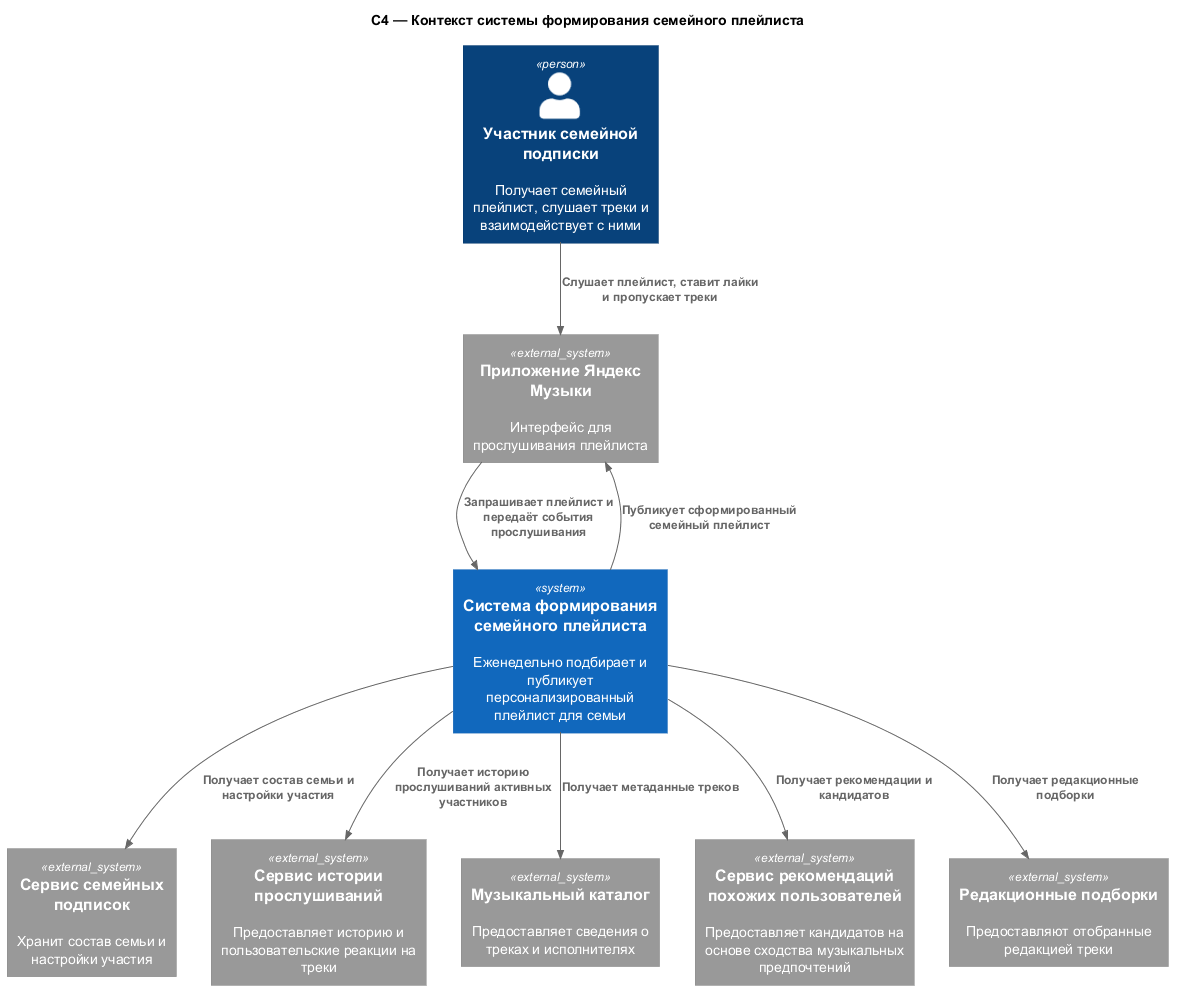 C4 — Контекст системы формирования семейного плейлиста
«person»
Участник семейной
подписки
Получает семейный
плейлист, слушает треки и
взаимодействует с ними
Слушает плейлист, ставит лайки
и пропускает треки
«external_system»
Приложение Яндекс
Музыки
Интерфейс для
прослушивания плейлиста
Запрашивает плейлист и
передаёт события
прослушивания
Публикует сформированный
семейный плейлист
«system»
Система формирования
семейного плейлиста
Еженедельно подбирает и
публикует
персонализированный
плейлист для семьи
Получает состав семьи и
настройки участия
Получает историю
прослушиваний активных
участников
Получает метаданные треков
Получает рекомендации и
кандидатов
Получает редакционные
подборки
«external_system»
Сервис семейных
подписок
Хранит состав семьи и
настройки участия
«external_system»
Сервис истории
прослушиваний
Предоставляет историю и
пользовательские реакции на
треки
«external_system»
Музыкальный каталог
Предоставляет сведения о
треках и исполнителях
«external_system»
Сервис рекомендаций
похожих пользователей
Предоставляет кандидатов на
основе сходства музыкальных
предпочтений
«external_system»
Редакционные подборки
Предоставляют отобранные
редакцией треки